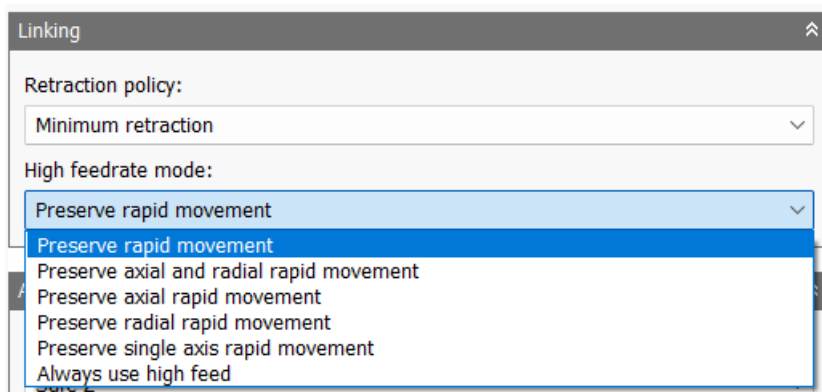 Linking
Retraction policy:
Minimum retraction
High feedrate mode:
Preserve rapid movement
Preserve rapid movement
Preserve axial and radial rapid movement
Preserve axial rapid movement
Preserve radial rapid movement
Preserve single axis rapid movement
Always use high feed